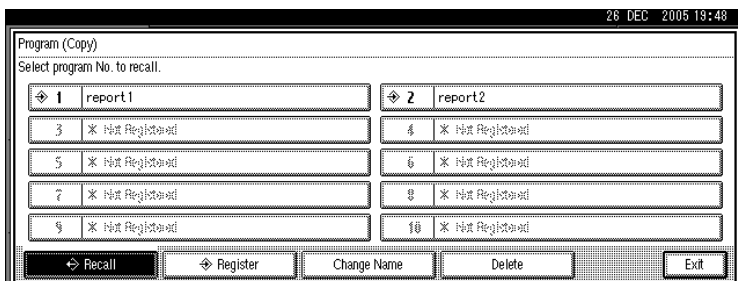 26 DEC 2005 19:48
Program (Copy)
Select program No. to recall.
1 report1 2 report2
3 * Not Registered 4 * Not Registered
5 * Not Registered 6 * Not Registered
7 * Not Registered 8 * Not Registered
9 * Not Registered 10 * Not Registered
Recall Register Change Name Delete Exit